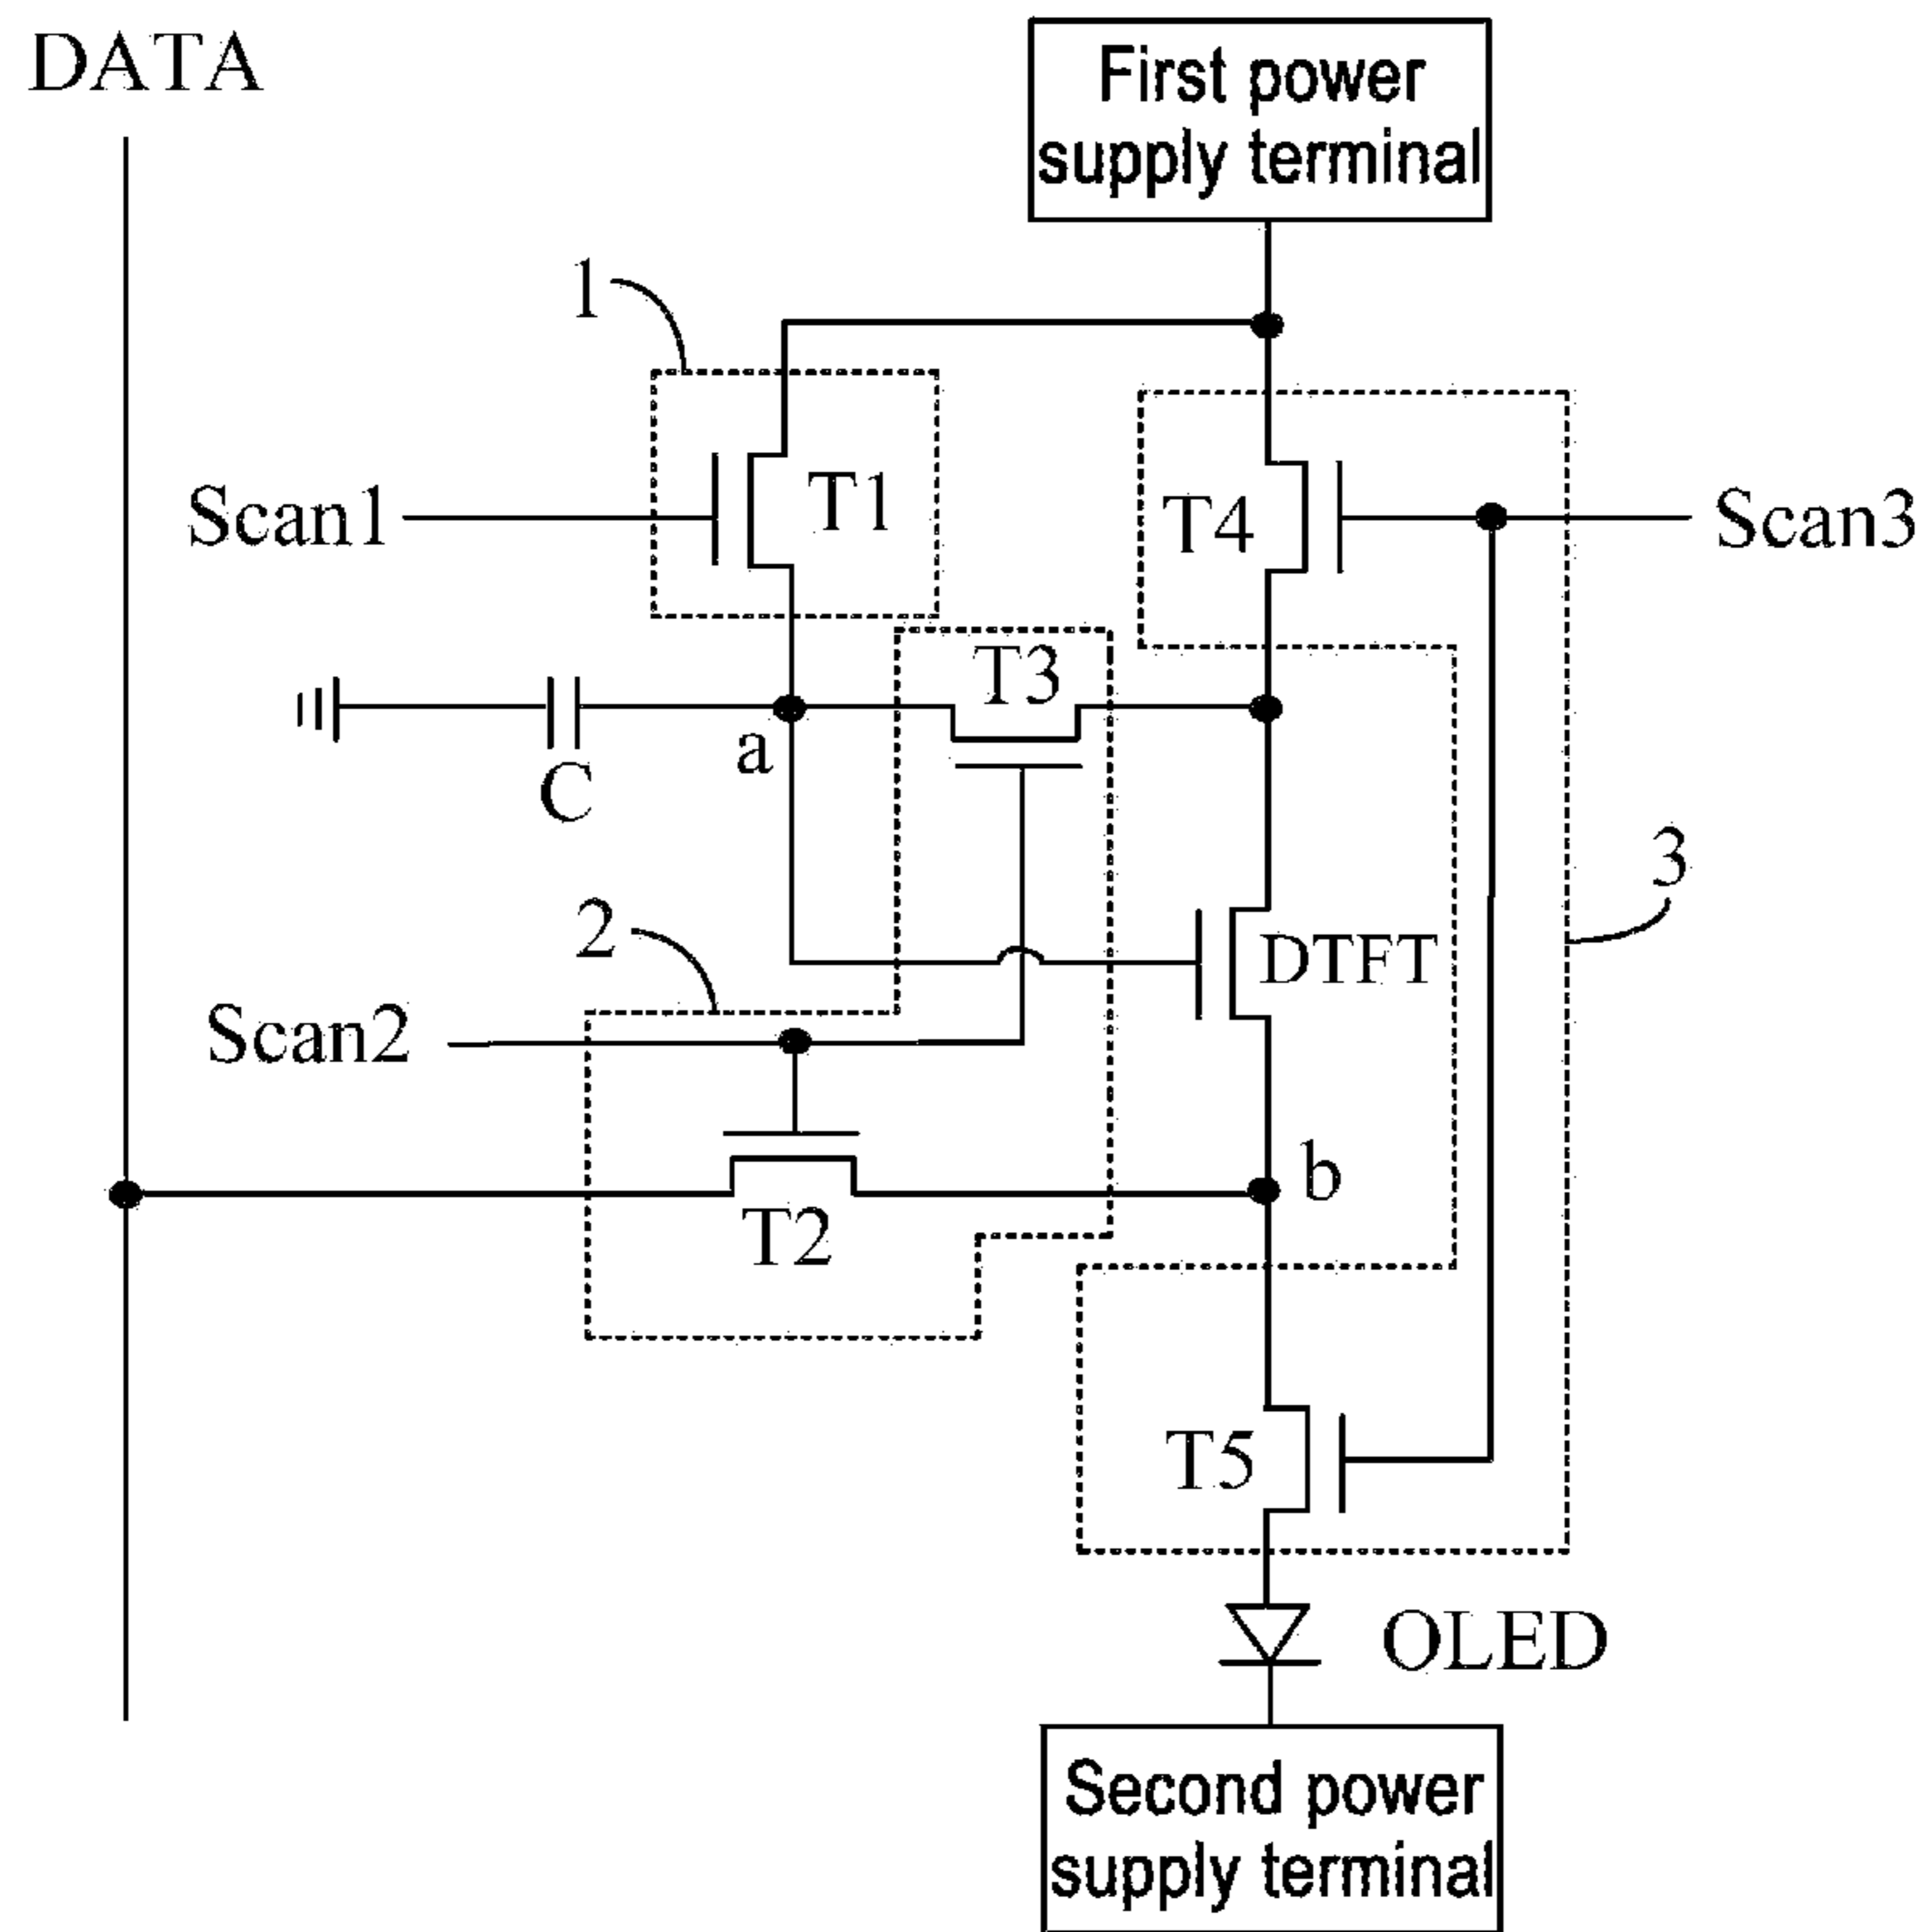 DATA
First power
supply terminal
1
Scan1
T1
T4
Scan3
T3
a
C
3
2
DTFT
Scan2
b
T2
T5
OLED
Second power
supply terminal